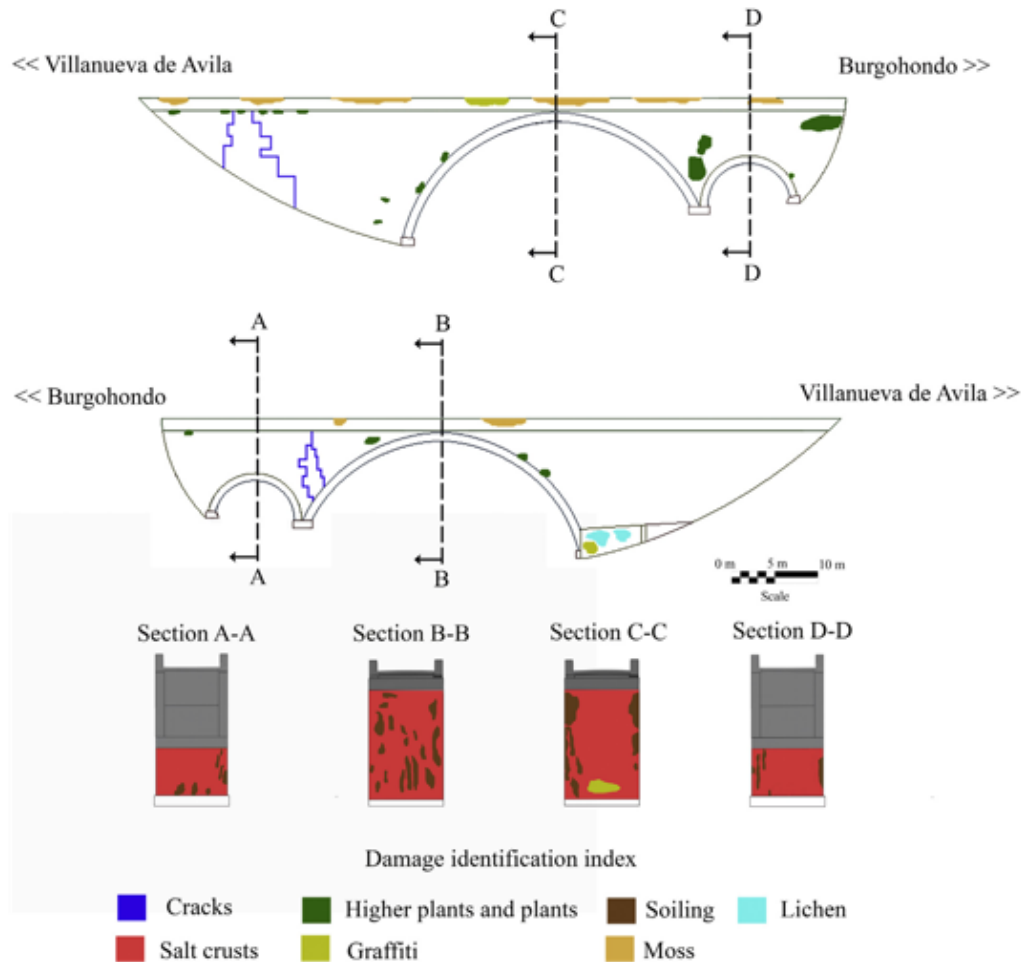 C D
<< Villanueva de Avila Burgohondo >>
C D
A B
<< Burgohondo Villanueva de Avila >>
A B
0 m 5 m 10 m
Scale
Section A-A Section B-B Section C-C Section D-D
Damage identification index
Cracks Higher plants and plants Soiling Lichen
Salt crusts Graffiti Moss